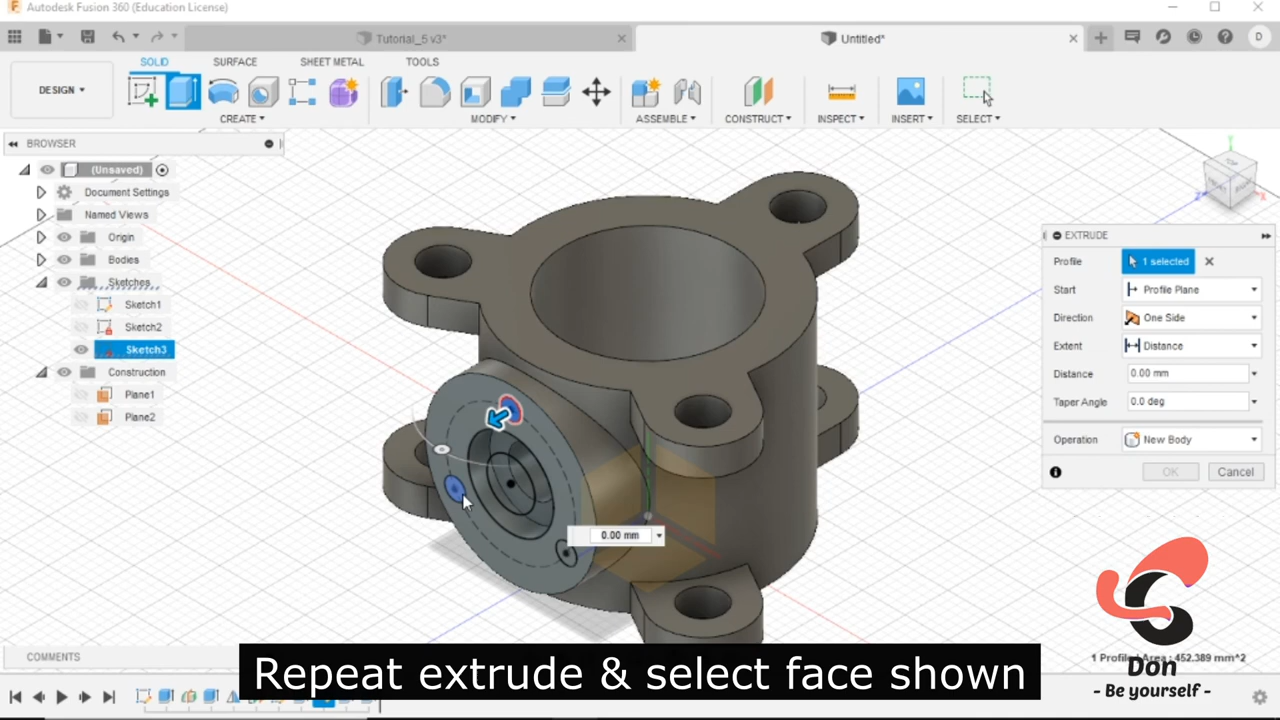 Autodesk Fusion 360 (Education License)
Tutorial_5 v3*
Untitled*
D
DESIGN
SOLID
SURFACE
SHEET METAL
TOOLS
CREATE
MODIFY
ASSEMBLE
CONSTRUCT
INSPECT
INSERT
SELECT
BROWSER
(Unsaved)
Document Settings
Named Views
Origin
Bodies
Sketches
Sketch1
Sketch2
Sketch3
Construction
Plane1
Plane2
TOP
Y
Z
X
EXTRUDE
Profile 1 selected
Start Profile Plane
Direction One Side
Extent Distance
Distance 0.00 mm
Taper Angle 0.0 deg
Operation New Body
OK Cancel
0.00 mm
COMMENTS
Repeat extrude & select face shown
1 Profile | Area : 452.389 mm^2
Don
- Be yourself -